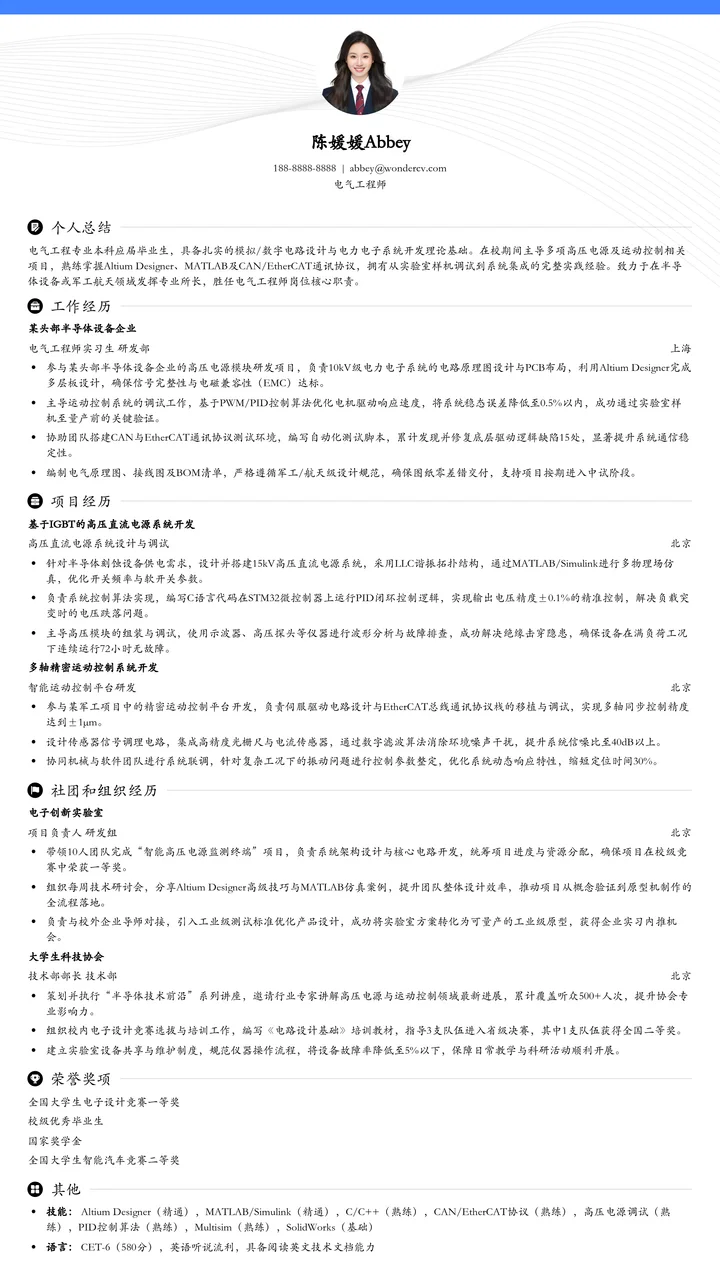 陈媛媛Abbey
188-8888-8888 | abbey@wondercv.com
电气工程师
个人总结
电气工程专业本科应届毕业生，具备扎实的模拟/数字电路设计与电力电子系统开发理论基础。在校期间主导多项高压电源及运动控制相关
项目，熟练掌握Altium Designer、MATLAB及CAN/EtherCAT通讯协议，拥有从实验室样机调试到系统集成的完整实践经验。致力于在半导
体设备或军工航天领域发挥专业所长，胜任电气工程师岗位核心职责。
工作经历
某头部半导体设备企业
电气工程师实习生 研发部 上海
• 参与某头部半导体设备企业的高压电源模块研发项目，负责10kV级电力电子系统的电路原理图设计与PCB布局，利用Altium Designer完成
多层板设计，确保信号完整性与电磁兼容性（EMC）达标。
• 主导运动控制系统的调试工作，基于PWM/PID控制算法优化电机驱动响应速度，将系统稳态误差降低至0.5%以内，成功通过实验室样
机至量产前的关键验证。
• 协助团队搭建CAN与EtherCAT通讯协议测试环境，编写自动化测试脚本，累计发现并修复底层驱动逻辑缺陷15处，显著提升系统通信稳
定性。
• 编制电气原理图、接线图及BOM清单，严格遵循军工/航天级设计规范，确保图纸零差错交付，支持项目按期进入中试阶段。
项目经历
基于IGBT的高压直流电源系统开发
高压直流电源系统设计与调试 北京
• 针对半导体刻蚀设备供电需求，设计并搭建15kV高压直流电源系统，采用LLC谐振拓扑结构，通过MATLAB/Simulink进行多物理场仿
真，优化开关频率与软开关参数。
• 负责系统控制算法实现，编写C语言代码在STM32微控制器上运行PID闭环控制逻辑，实现输出电压精度±0.1%的精准控制，解决负载突
变时的电压跌落问题。
• 主导高压模块的组装与调试，使用示波器、高压探头等仪器进行波形分析与故障排查，成功解决绝缘击穿隐患，确保设备在满负荷工况
下连续运行72小时无故障。
多轴精密运动控制系统开发
智能运动控制平台研发 北京
• 参与某军工项目中的精密运动控制平台开发，负责伺服驱动电路设计与EtherCAT总线通讯协议栈的移植与调试，实现多轴同步控制精度
达到±1μm。
• 设计传感器信号调理电路，集成高精度光栅尺与电流传感器，通过数字滤波算法消除环境噪声干扰，提升系统信噪比至40dB以上。
• 协同机械与软件团队进行系统联调，针对复杂工况下的振动问题进行控制参数整定，优化系统动态响应特性，缩短定位时间30%。
社团和组织经历
电子创新实验室
项目负责人 研发组 北京
• 带领10人团队完成“智能高压电源监测终端”项目，负责系统架构设计与核心电路开发，统筹项目进度与资源分配，确保项目在校级竞
赛中荣获一等奖。
• 组织每周技术研讨会，分享Altium Designer高级技巧与MATLAB仿真案例，提升团队整体设计效率，推动项目从概念验证到原型机制作的
全流程落地。
• 负责与校外企业导师对接，引入工业级测试标准优化产品设计，成功将实验室方案转化为可量产的工业级原型，获得企业实习内推机
会。
大学生科技协会
技术部部长 技术部 北京
• 策划并执行“半导体技术前沿”系列讲座，邀请行业专家讲解高压电源与运动控制领域最新进展，累计覆盖听众500+人次，提升协会专
业影响力。
• 组织校内电子设计竞赛选拔与培训工作，编写《电路设计基础》培训教材，指导3支队伍进入省级决赛，其中1支队伍获得全国二等奖。
• 建立实验室设备共享与维护制度，规范仪器操作流程，将设备故障率降低至5%以下，保障日常教学与科研活动顺利开展。
荣誉奖项
全国大学生电子设计竞赛一等奖
校级优秀毕业生
国家奖学金
全国大学生智能汽车竞赛二等奖
其他
• 技能： Altium Designer（精通）, MATLAB/Simulink（精通）, C/C++（熟练）, CAN/EtherCAT协议（熟练）, 高压电源调试（熟
练）, PID控制算法（熟练）, Multisim（熟练）, SolidWorks（基础）
• 语言： CET-6（580分），英语听说流利，具备阅读英文技术文档能力